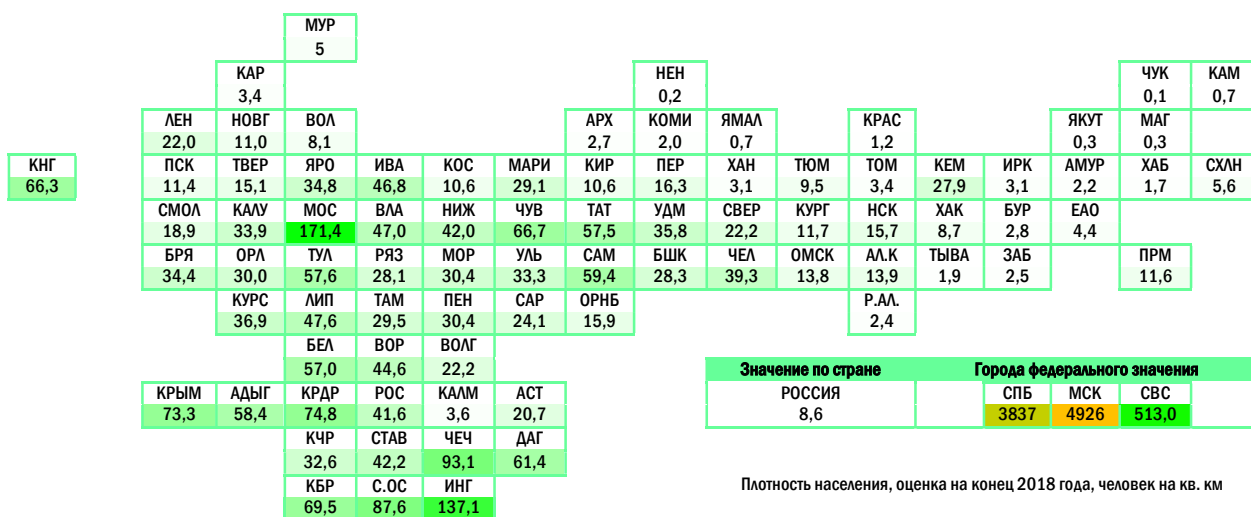 МУР
5
КАР НЕН ЧУК КАМ
3,4 0,2 0,1 0,7
ЛЕН НОВГ ВОЛ АРХ КОМИ ЯМАЛ КРАС ЯКУТ МАГ
22,0 11,0 8,1 2,7 2,0 0,7 1,2 0,3 0,3
КНГ ПСК ТВЕР ЯРО ИВА КОС МАРИ КИР ПЕР ХАН ТЮМ ТОМ КЕМ ИРК АМУР ХАБ СХЛН
66,3 11,4 15,1 34,8 46,8 10,6 29,1 10,6 16,3 3,1 9,5 3,4 27,9 3,1 2,2 1,7 5,6
СМОЛ КАЛУ МОС ВЛА НИЖ ЧУВ ТАТ УДМ СВЕР КУРГ НСК ХАК БУР ЕАО
18,9 33,9 171,4 47,0 42,0 66,7 57,5 35,8 22,2 11,7 15,7 8,7 2,8 4,4
БРЯ ОРЛ ТУЛ РЯЗ МОР УЛЬ САМ БШК ЧЕЛ ОМСК АЛ.К ТЫВА ЗАБ ПРМ
34,4 30,0 57,6 28,1 30,4 33,3 59,4 28,3 39,3 13,8 13,9 1,9 2,5 11,6
КУРС ЛИП ТАМ ПЕН САР ОРНБ Р.АЛ.
36,9 47,6 29,5 30,4 24,1 15,9 2,4
БЕЛ ВОР ВОЛГ
57,0 44,6 22,2
Значение по стране Города федерального значения
КРЫМ АДЫГ КРДР РОС КАЛМ АСТ РОССИЯ СПБ МСК СВС
73,3 58,4 74,8 41,6 3,6 20,7 8,6 3837 4926 513,0
КЧР СТАВ ЧЕЧ ДАГ
32,6 42,2 93,1 61,4
КБР С.ОС ИНГ
69,5 87,6 137,1
Плотность населения, оценка на конец 2018 года, человек на кв. км